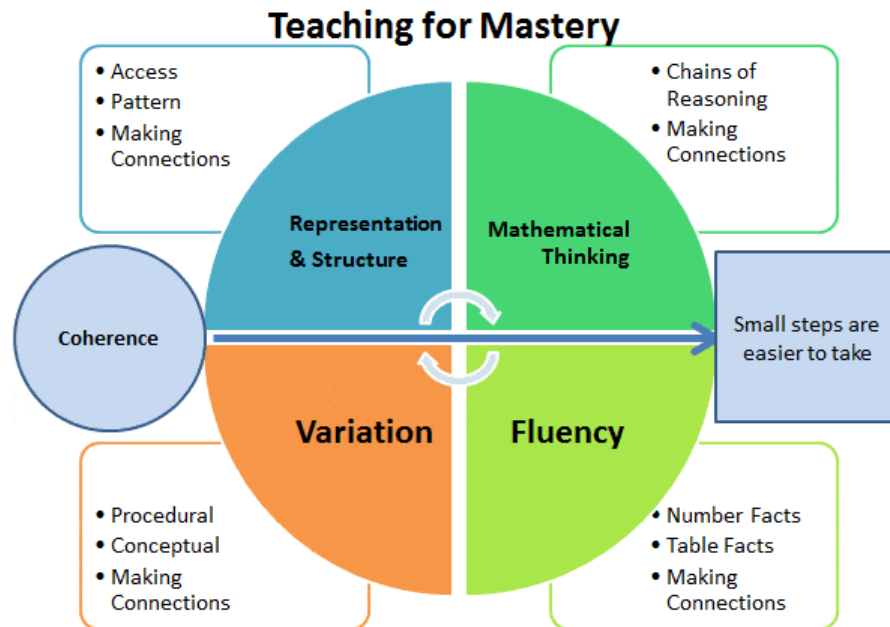 Teaching for Mastery
• Access
• Pattern
• Making
Connections
• Chains of
Reasoning
• Making
Connections
Representation
& Structure
Mathematical
Thinking
Coherence
Small steps are
easier to take
Variation
Fluency
• Procedural
• Conceptual
• Making
Connections
• Number Facts
• Table Facts
• Making
Connections